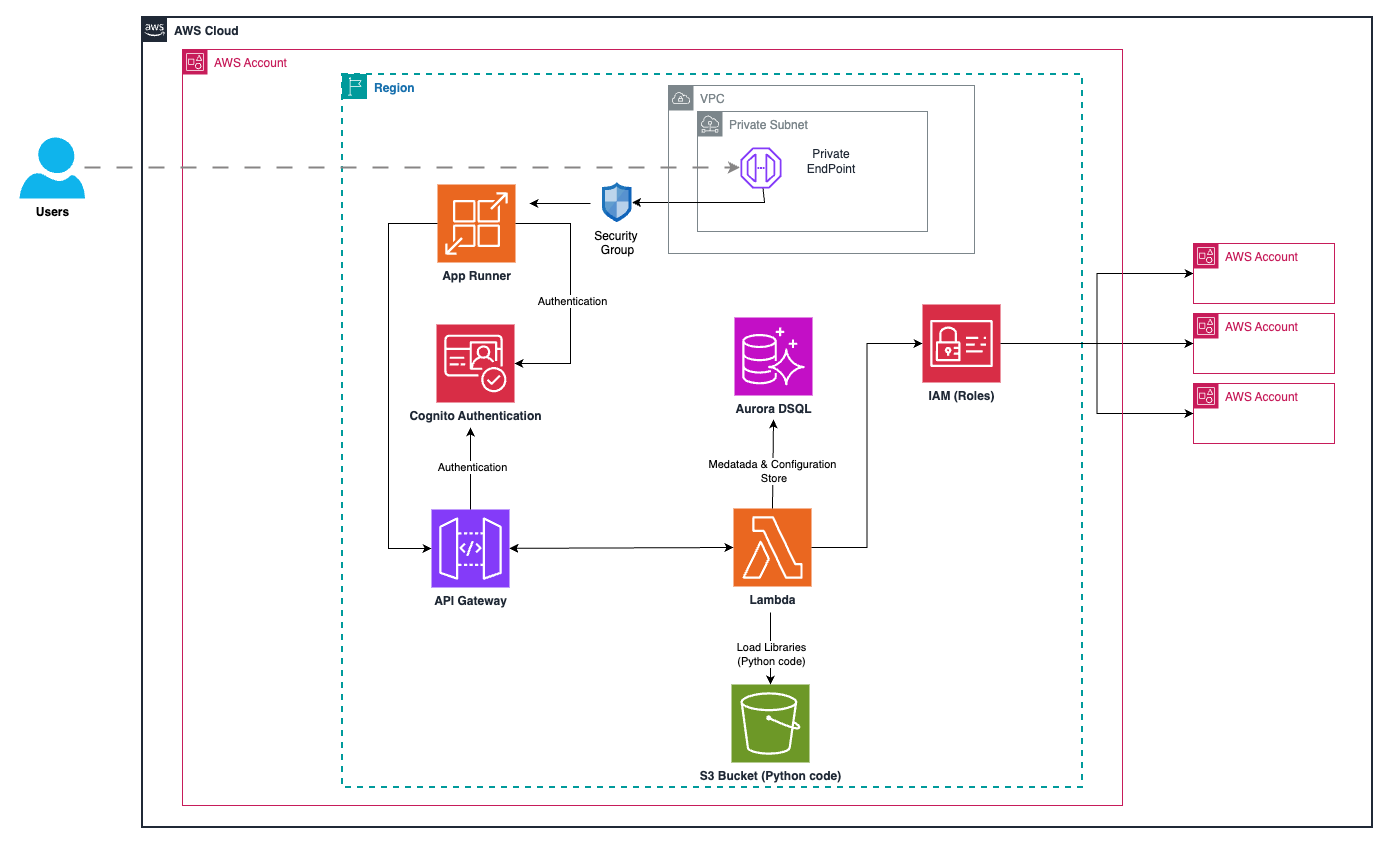 aws
AWS Cloud
AWS Account
Region
VPC
Private Subnet
Private
EndPoint
Users
Security
Group
App Runner
Authentication
AWS Account
AWS Account
AWS Account
Cognito Authentication
Aurora DSQL
IAM (Roles)
Authentication
Medatada & Configuration
Store
</>
API Gateway
Lambda
Load Libraries
(Python code)
S3 Bucket (Python code)